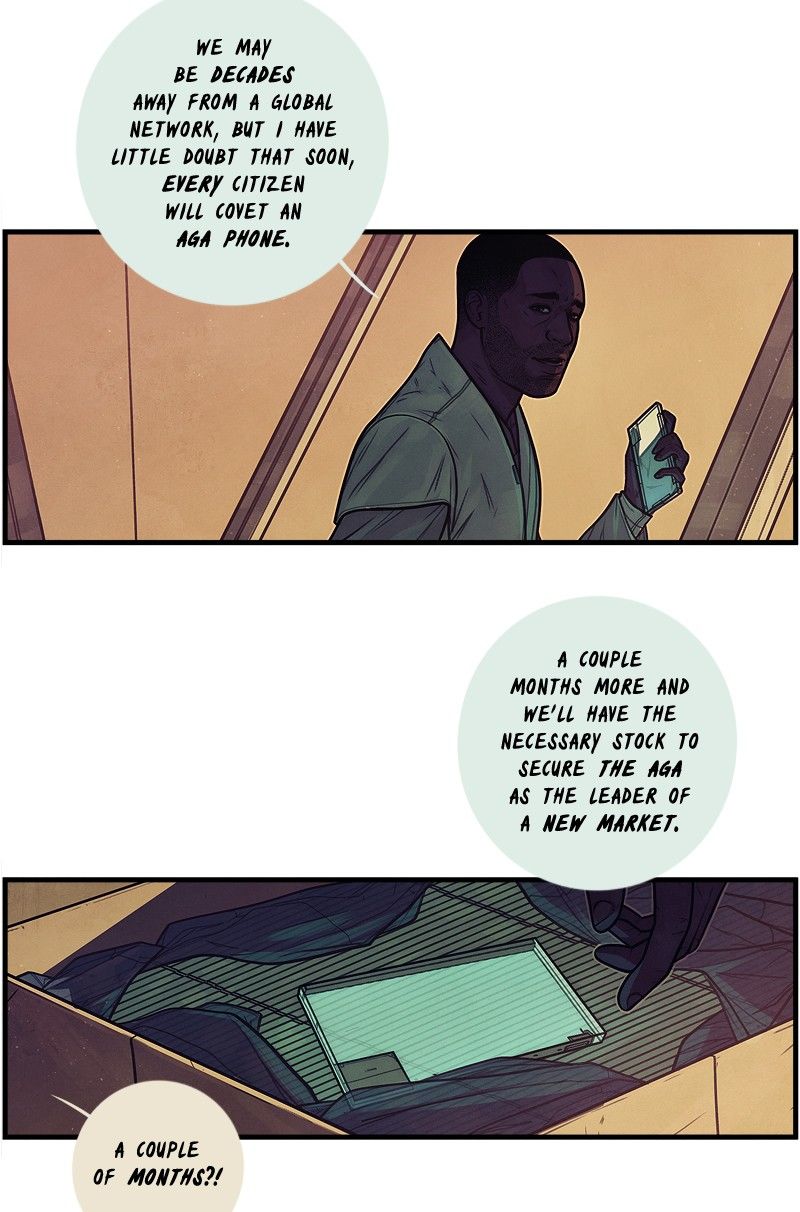 WE MAY
BE DECADES
AWAY FROM A GLOBAL
NETWORK, BUT I HAVE
LITTLE DOUBT THAT SOON,
EVERY CITIZEN
WILL COVET AN
AGA PHONE.
A COUPLE
MONTHS MORE AND
WE'LL HAVE THE
NECESSARY STOCK TO
SECURE THE AGA
AS THE LEADER OF
A NEW MARKET.
A COUPLE
OF MONTHS?!